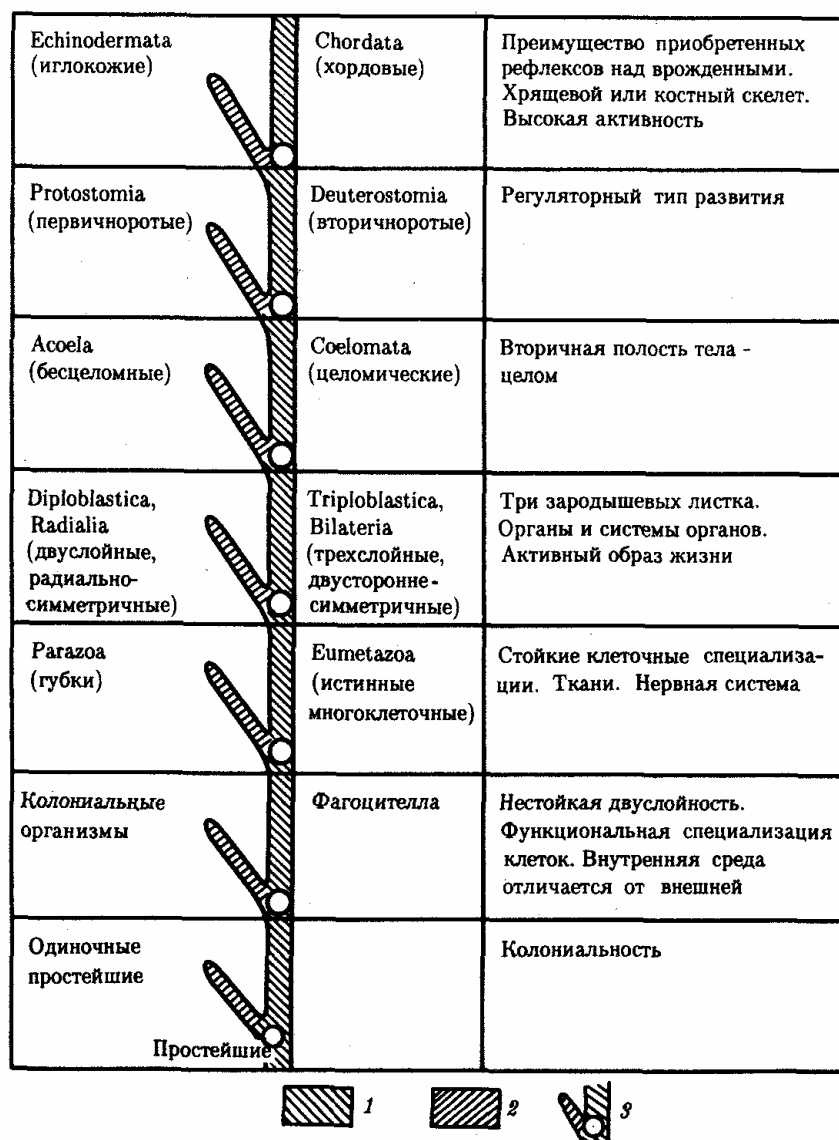 Echinodermata
(иглокожие)
Chordata
(хордовые)
Преимущество приобретенных
рефлексов над врожденными.
Хрящевой или костный скелет.
Высокая активность
Protostomia
(первичноротые)
Deuterostomia
(вторичноротые)
Регуляторный тип развития
Acoela
(бесцеломные)
Coelomata
(целомические)
Вторичная полость тела -
целом
Diploblastica,
Radialia
(двуслойные,
радиально-
симметричные)
Triploblastica,
Bilateria
(трехслойные,
двусторонне-
симметричные)
Три зародышевых листка.
Органы и системы органов.
Активный образ жизни
Parazoa
(губки)
Eumetazoa
(истинные
многоклеточные)
Стойкие клеточные специализа-
ции. Ткани. Нервная система
Колониальные
организмы
Фагоцителла
Нестойкая двуслойность.
Функциональная специализация
клеток. Внутренняя среда
отличается от внешней
Одиночные
простейшие
Колониальность
Простейшие
1
2
3